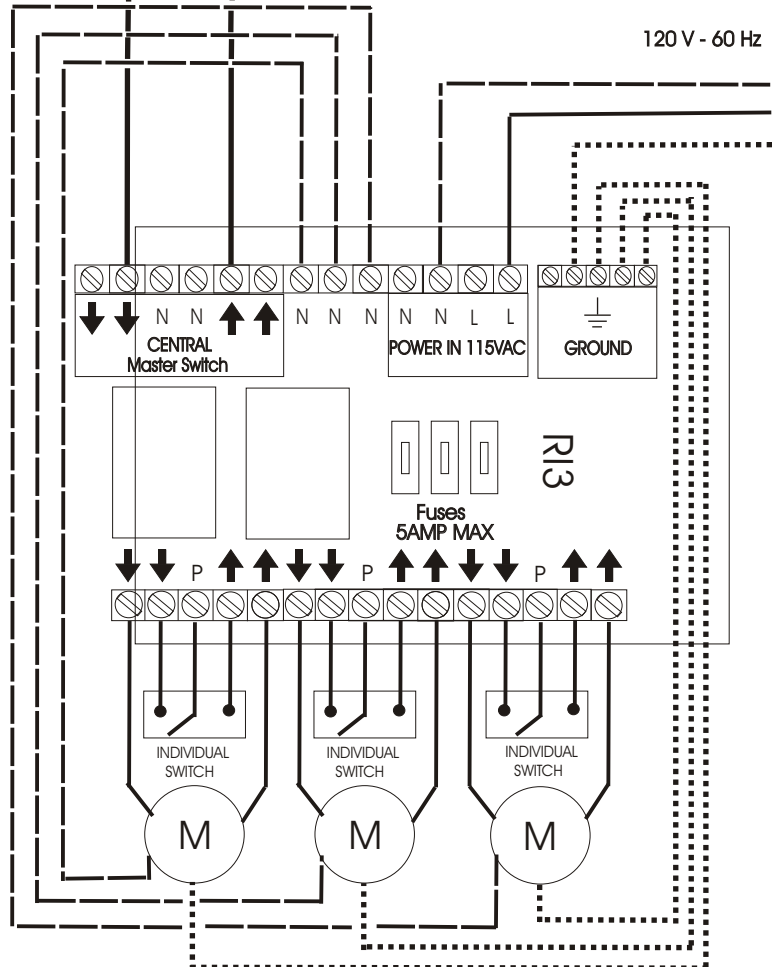 120 V - 60 Hz
N N N N N N N L L
CENTRAL
Master Switch
POWER IN 115VAC
GROUND
RI3
Fuses
5AMP MAX
P P P
INDIVIDUAL
SWITCH
INDIVIDUAL
SWITCH
INDIVIDUAL
SWITCH
M M M